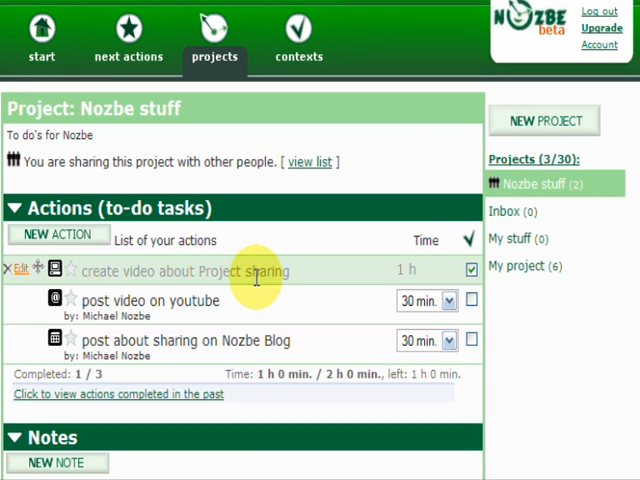 start
next actions
projects
contexts
NOZBE
beta
Log out
Upgrade
Account
Project: Nozbe stuff
To do's for Nozbe
You are sharing this project with other people. [ view list ]
Actions (to-do tasks)
NEW ACTION
List of your actions
Time
Edit
create video about Project sharing
1 h
@
post video on youtube
30 min.
by: Michael Nozbe
post about sharing on Nozbe Blog
30 min.
by: Michael Nozbe
Completed: 1 / 3
Time: 1 h 0 min. / 2 h 0 min., left: 1 h 0 min.
Click to view actions completed in the past
Notes
NEW NOTE
NEW PROJECT
Projects (3/30):
Nozbe stuff (2)
Inbox (0)
My stuff (0)
My project (6)